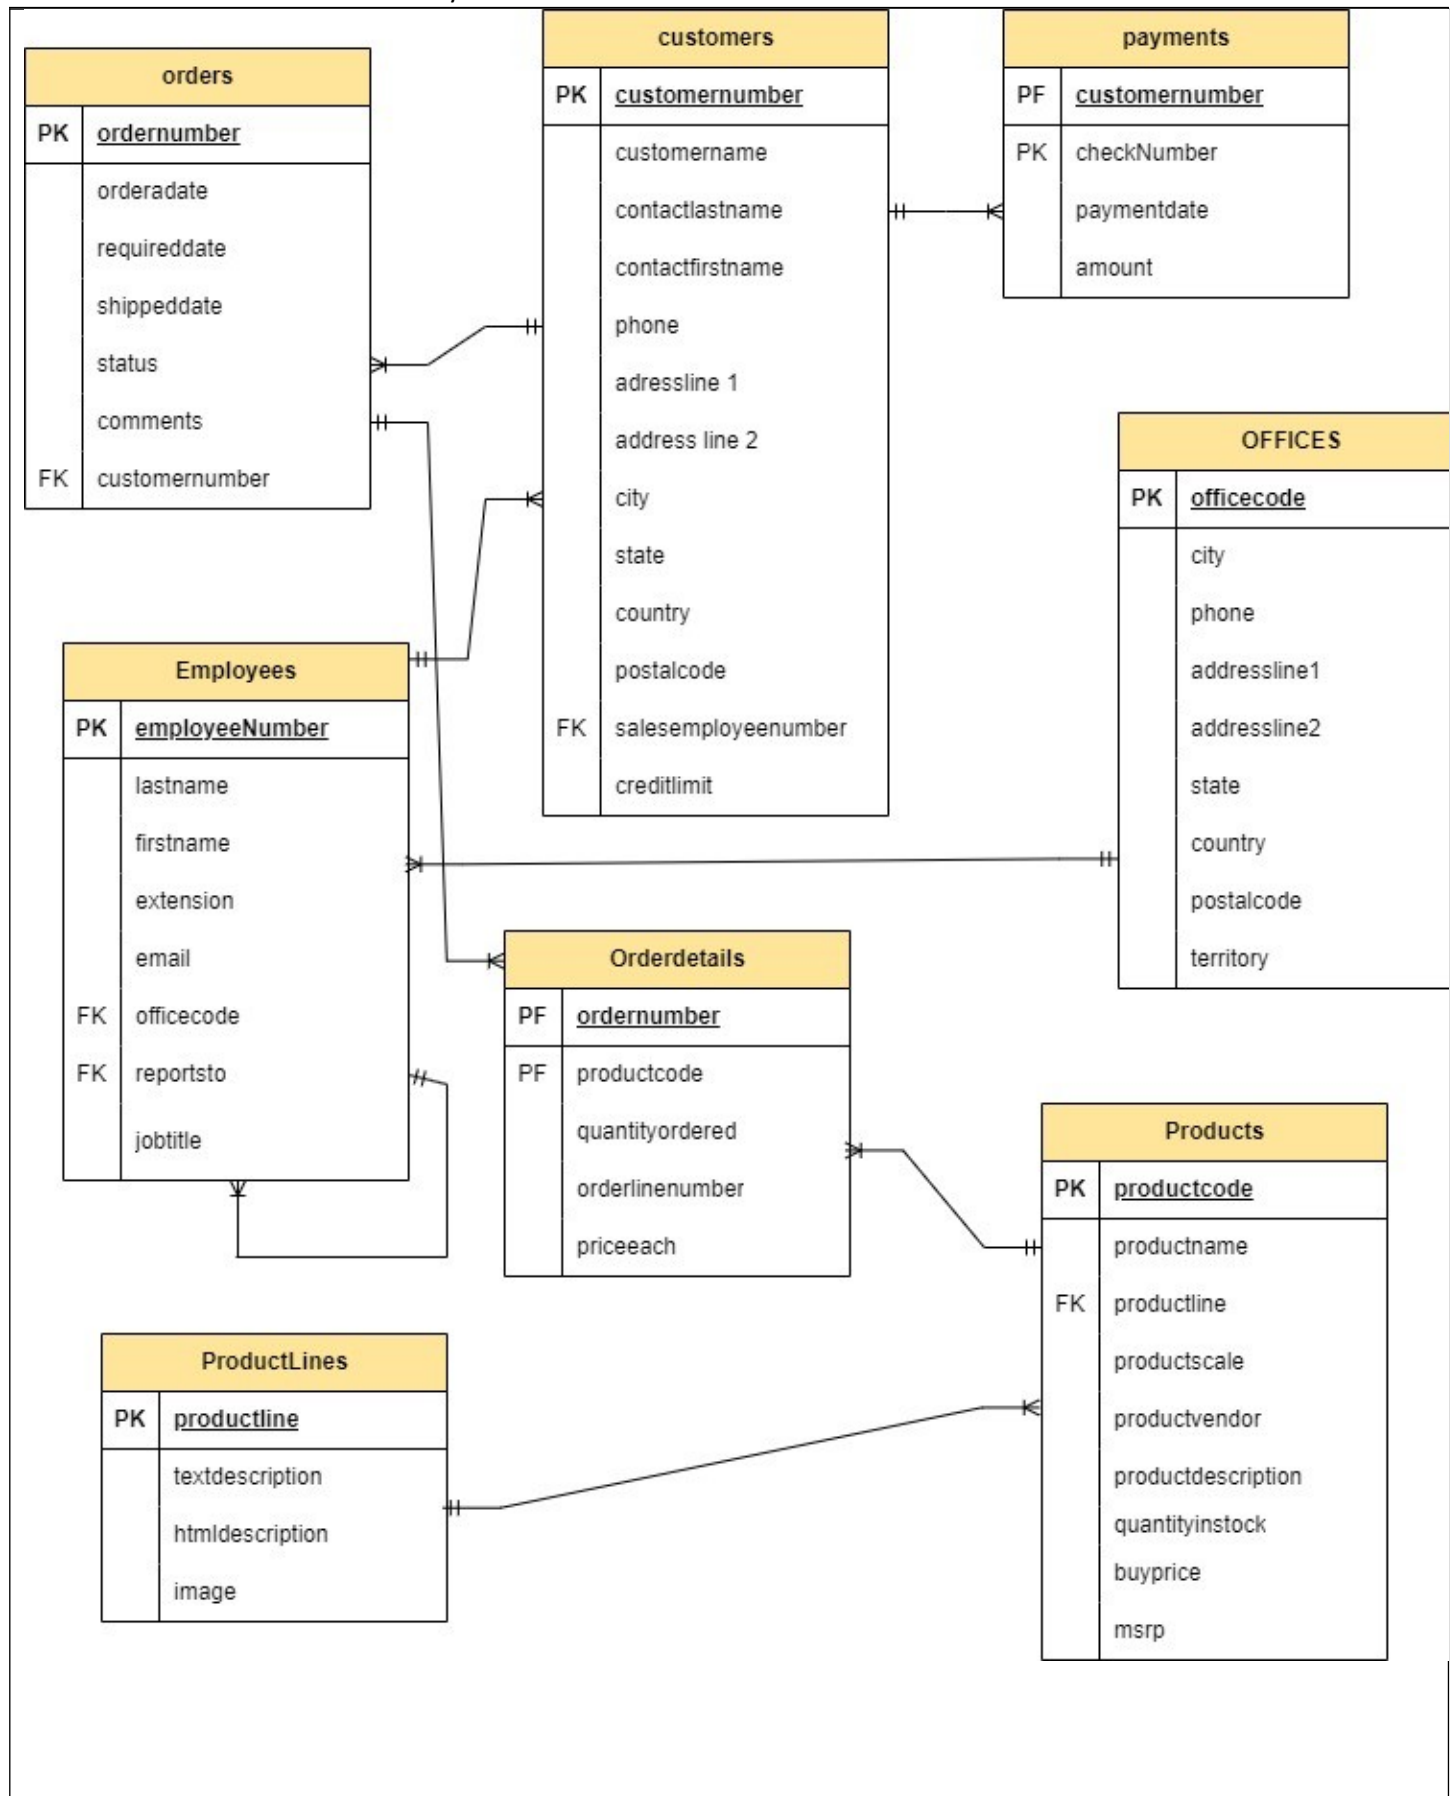 orders
PK ordernumber
orderadate
requireddate
shippeddate
status
comments
FK customernumber
customers
PK customernumber
customername
contactlastname
contactfirstname
phone
adressline 1
address line 2
city
state
country
postalcode
FK salesemployeenumber
creditlimit
payments
PF customernumber
PK checkNumber
paymentdate
amount
OFFICES
PK officecode
city
phone
addressline1
addressline2
state
country
postalcode
territory
Employees
PK employeeNumber
lastname
firstname
extension
email
FK officecode
FK reportsto
jobtitle
Orderdetails
PF ordernumber
PF productcode
quantityordered
orderlinenumber
priceeach
Products
PK productcode
productname
FK productline
productscale
productvendor
productdescription
quantityinstock
buyprice
msrp
ProductLines
PK productline
textdescription
htmldescription
image